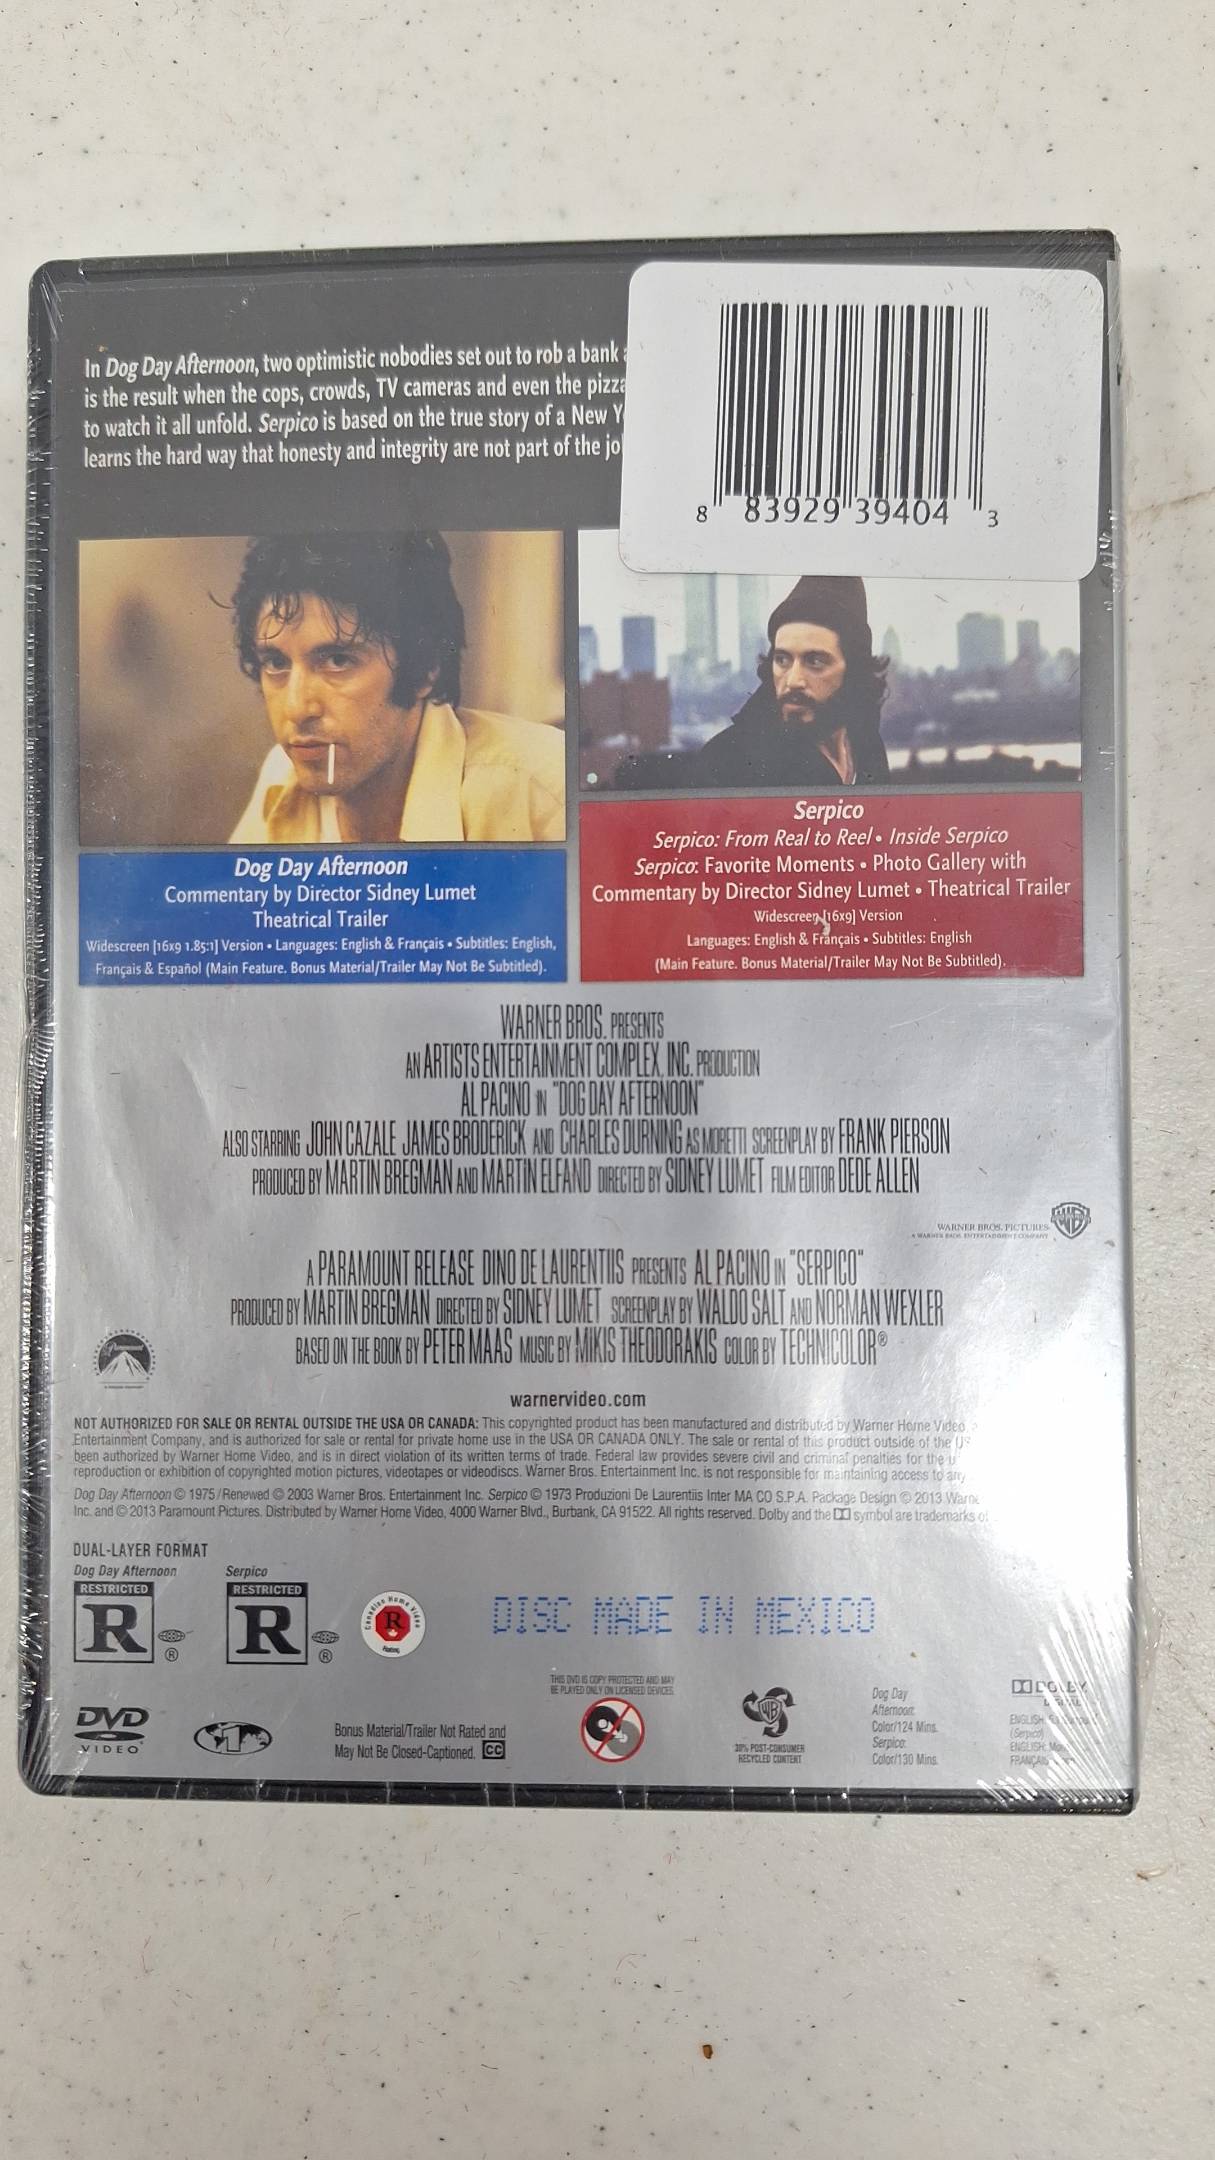 In Dog Day Afternoon, two optimistic nobodies set out to rob a bank
is the result when the cops, crowds, TV cameras and even the pizza
to watch it all unfold. Serpico is based on the true story of a New Y
learns the hard way that honesty and integrity are not part of the jo
8 83929 39404 3
Dog Day Afternoon
Commentary by Director Sidney Lumet
Theatrical Trailer
Widescreen [16x9 1.85:1] Version • Languages: English & Français • Subtitles: English,
Français & Español (Main Feature. Bonus Material/Trailer May Not Be Subtitled).
Serpico
Serpico: From Real to Reel • Inside Serpico
Serpico: Favorite Moments • Photo Gallery with
Commentary by Director Sidney Lumet • Theatrical Trailer
Widescreen [16x9] Version
Languages: English & Français • Subtitles: English
(Main Feature. Bonus Material/Trailer May Not Be Subtitled).
WARNER BROS. PRESENTS
AN ARTISTS ENTERTAINMENT COMPLEX, INC. PRODUCTION
AL PACINO IN "DOG DAY AFTERNOON"
ALSO STARRING JOHN CAZALE JAMES BRODERICK AND CHARLES DURNING AS MORETTI SCREENPLAY BY FRANK PIERSON
PRODUCED BY MARTIN BREGMAN AND MARTIN ELFAND DIRECTED BY SIDNEY LUMET FILM EDITOR DEDE ALLEN
WARNER BROS. PICTURES
A WARNER BROS. ENTERTAINMENT COMPANY
A PARAMOUNT RELEASE DINO DE LAURENTIIS PRESENTS AL PACINO IN "SERPICO"
PRODUCED BY MARTIN BREGMAN DIRECTED BY SIDNEY LUMET SCREENPLAY BY WALDO SALT AND NORMAN WEXLER
BASED ON THE BOOK BY PETER MAAS MUSIC BY MIKIS THEODORAKIS COLOR BY TECHNICOLOR®
Paramount
warnervideo.com
NOT AUTHORIZED FOR SALE OR RENTAL OUTSIDE THE USA OR CANADA: This copyrighted product has been manufactured and distributed by Warner Home Video,
Entertainment Company, and is authorized for sale or rental for private home use in the USA OR CANADA ONLY. The sale or rental of this product outside of the
been authorized by Warner Home Video, and is in direct violation of its written terms of trade. Federal law provides severe civil and criminal penalties for the
reproduction or exhibition of copyrighted motion pictures, videotapes or videodiscs. Warner Bros. Entertainment Inc. is not responsible for maintaining access to any
Dog Day Afternoon © 1975/Renewed © 2003 Warner Bros. Entertainment Inc. Serpico © 1973 Produzioni De Laurentiis Inter MA CO S.P.A. Package Design © 2013 Warne
Inc. and © 2013 Paramount Pictures. Distributed by Warner Home Video, 4000 Warner Blvd., Burbank, CA 91522. All rights reserved. Dolby and the symbol are trademarks of
DUAL-LAYER FORMAT
Dog Day Afternoon
Serpico
RESTRICTED
R
®
RESTRICTED
R
®
Canadian Home Video
R
Rating
DISC MADE IN MEXICO
DVD
VIDEO
1
Bonus Material/Trailer Not Rated and
May Not Be Closed-Captioned. CC
THIS DVD IS COPY PROTECTED AND MAY
BE PLAYED ONLY ON LICENSED DEVICES
WB
30% POST-CONSUMER
RECYCLED CONTENT
Dog Day
Afternoon:
Color/124 Mins.
Serpico:
Color/130 Mins.
DOLBY
DIGITAL
ENGLISH:
(Serpico)
ENGLISH:
FRANÇAIS